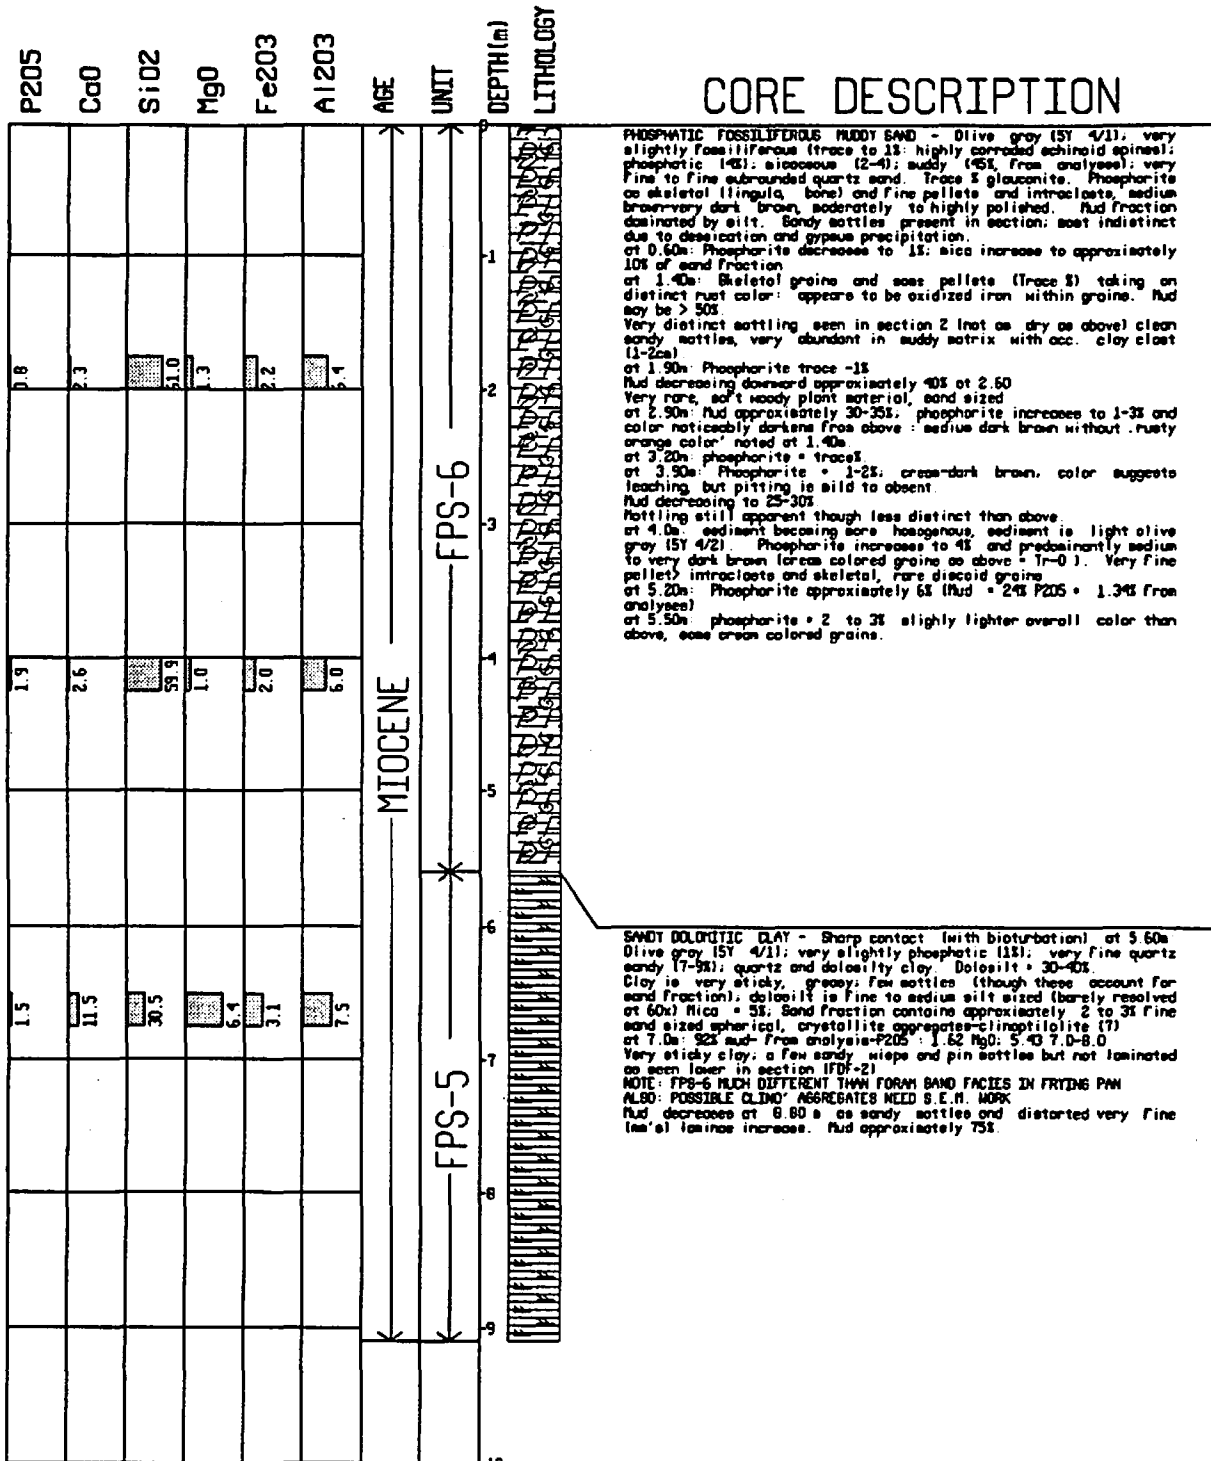 P2O5
CaO
SiO2
MgO
Fe2O3
Al2O3
AGE
UNIT
DEPTH(m)
LITHOLOGY
CORE DESCRIPTION
PHOSPHATIC FOSSILIFEROUS MUDDY SAND - Olive gray (5Y 4/1); very
slightly fossiliferous (trace to 1%: highly corroded echinoid spines);
phosphatic (4%); micaceous (2-4); muddy (45%, from analyses); very
fine to fine subrounded quartz sand. Trace % glauconite. Phosphorite
as skeletal (lingula, bone) and fine pellets and intraclasts, medium
brown-very dark brown, moderately to highly polished. Mud fraction
dominated by silt. Sandy mottles present in section; most indistinct
due to dessication and gypsum precipitation.
at 0.60m: Phosphorite decreases to 1%; mica increase to approximately
10% of sand fraction
at 1.40m: Skeletal grains and some pellets (Trace %) taking on
distinct rust color: appears to be oxidized iron within grains. Mud
may be > 50%.
Very distinct mottling seen in section 2 (not as dry as above) clean
sandy mottles, very abundant in muddy matrix with occ. clay clast
(1-2cm)
at 1.90m Phosphorite trace -1%
Mud decreasing downward approximately 40% at 2.60
Very rare, soft woody plant material, sand sized
at 2.90m: Mud approximately 30-35%; phosphorite increases to 1-3% and
color noticeably darkens from above : medium dark brown without .rusty
orange color' noted at 1.40m.
at 3.20m: phosphorite = trace%.
at 3.90m: Phosphorite = 1-2%; cream-dark brown, color suggests
leaching, but pitting is mild to absent
Mud decreasing to 25-30%
Mottling still apparent though less distinct than above
at 4.0m: sediment becoming more homogenous, sediment is light olive
gray (5Y 4/2). Phosphorite increases to 4% and predominantly medium
to very dark brown (cream colored grains as above = Tr-0 ). Very fine
pellet> intraclasts and skeletal, rare discoid grains
at 5.20m: Phosphorite approximately 6% (Mud = 24% P2O5 = 1.34% from
analyses)
at 5.50m: phosphorite = 2 to 3% slighly lighter overall color than
above, some cream colored grains.
0
1
0.8
2.3
61.0
1.3
2.2
2
FPS-6
3
1.9
2.6
59.9
1.0
2.0
6.0
4
MIOCENE
5
6
SANDY DOLOMITIC CLAY - Sharp contact (with bioturbation) at 5.60m
Olive gray (5Y 4/1); very slightly phosphatic (1%); very fine quartz
sandy (7-9%); quartz and dolosilty clay. Dolosilt = 30-40%.
Clay is very sticky, greasy; few mottles (though these account for
sand fraction); dolosilt is fine to medium silt sized (barely resolved
at 60x) Mica = 5%; Sand fraction contains approximately 2 to 3% fine
sand sized spherical, crystallite aggregates-clinoptilolite (?)
at 7.0m: 92% mud- from analysis-P2O5 : 1.62 MgO: 5.43 7.0-8.0
Very sticky clay; a few sandy wisps and pin mottles but not laminated
as seen lower in section (FDF-2)
NOTE: FPS-6 MUCH DIFFERENT THAN FORAM SAND FACIES IN FRYING PAN
ALSO: POSSIBLE CLINO' AGGREGATES NEED S.E.M. WORK
Mud decreases at 8.80 m as sandy mottles and distorted very fine
(mm's) laminae increase. Mud approximately 75%.
1.5
11.5
30.5
6.4
3.1
7.5
7
FPS-5
8
9